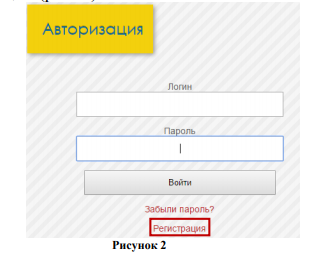 Авторизация
Логин
Пароль
Войти
Забыли пароль?
Регистрация
Рисунок 2